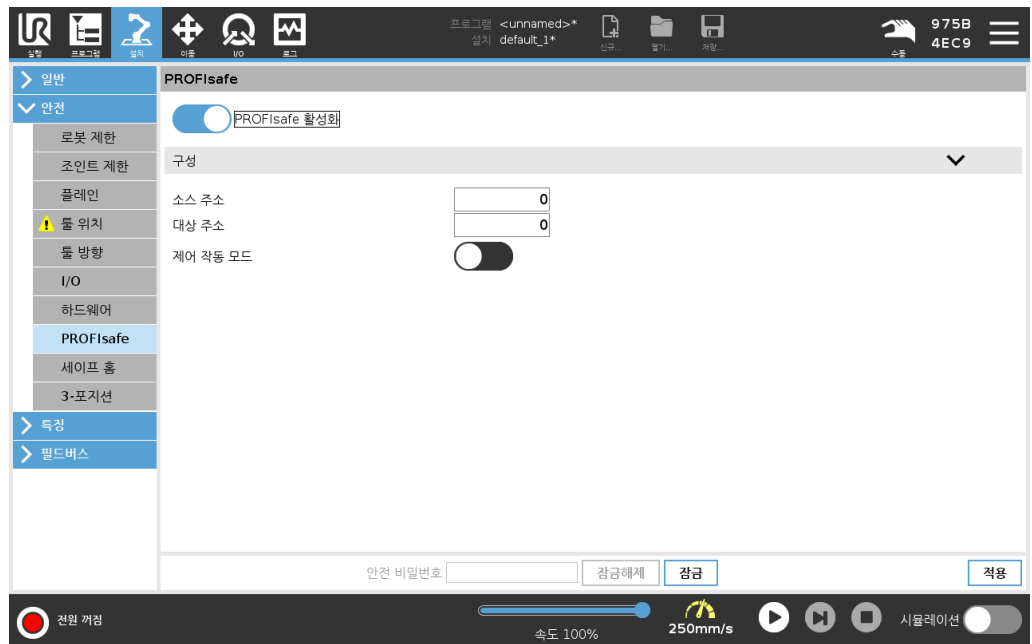 UR
실행
프로그램
설치
이동
I/O
로그
프로그램 <unnamed>*
설치 default_1*
신규...
열기...
저장...
수동
975B
4EC9
일반
안전
로봇 제한
조인트 제한
플레인
툴 위치
툴 방향
I/O
하드웨어
PROFIsafe
세이프 홈
3-포지션
특징
필드버스
PROFIsafe
PROFIsafe 활성화
구성
소스 주소 0
대상 주소 0
제어 작동 모드
안전 비밀번호 잠금해제 잠금 적용
전원 꺼짐
속도 100%
250mm/s
시뮬레이션